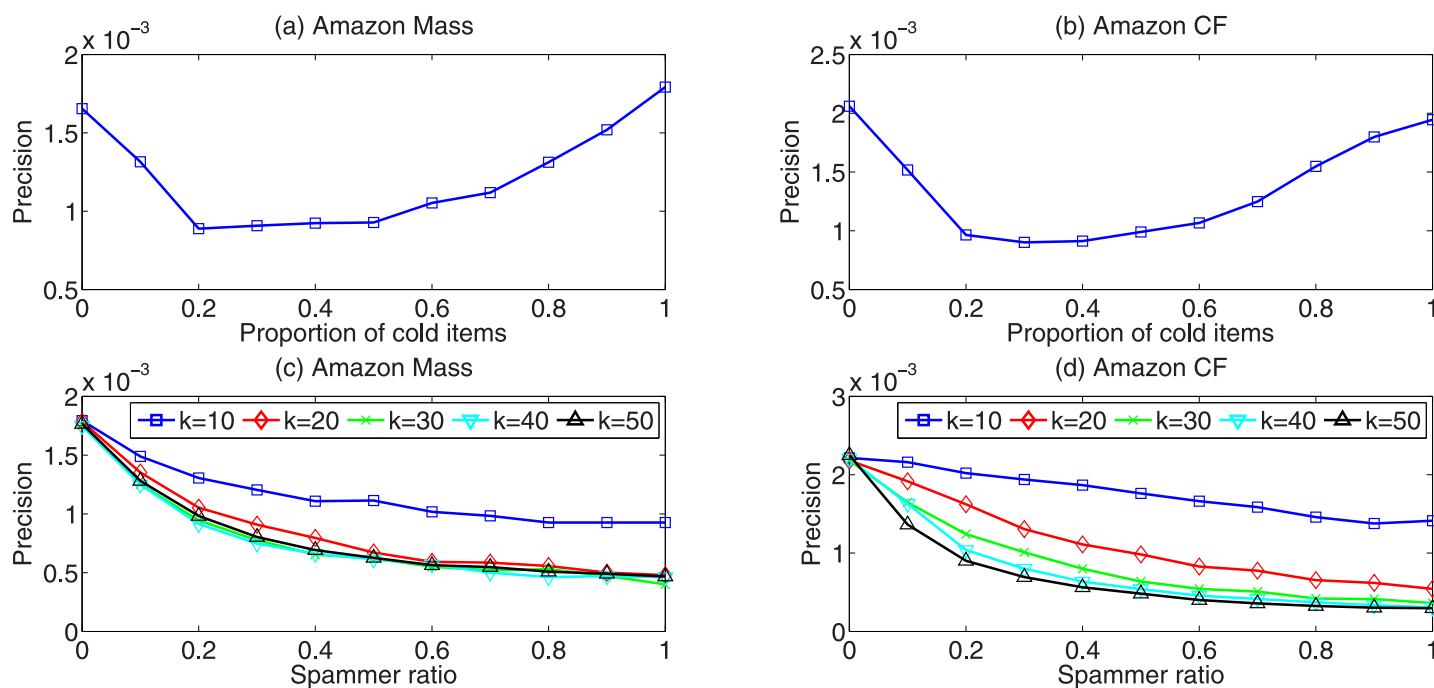 (a) Amazon Mass
x 10⁻³
2
1.5
1
0.5
Precision
0 0.2 0.4 0.6 0.8 1
Proportion of cold items
(b) Amazon CF
x 10⁻³
2.5
2
1.5
1
0.5
Precision
0 0.2 0.4 0.6 0.8 1
Proportion of cold items
(c) Amazon Mass
x 10⁻³
2
k=10 k=20 k=30 k=40 k=50
1.5
1
0.5
0
Precision
0 0.2 0.4 0.6 0.8 1
Spammer ratio
(d) Amazon CF
x 10⁻³
3
k=10 k=20 k=30 k=40 k=50
2
1
0
Precision
0 0.2 0.4 0.6 0.8 1
Spammer ratio